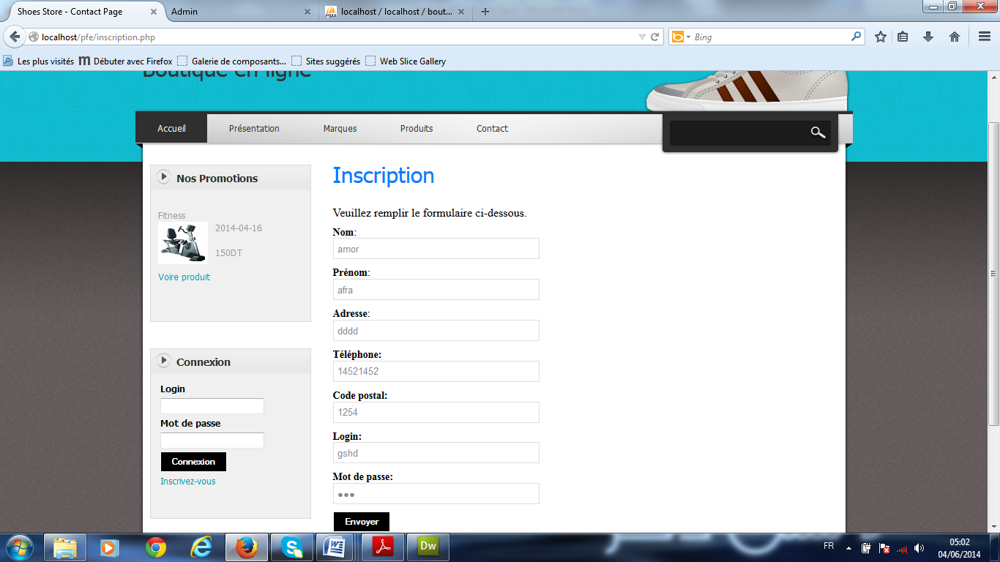 Shoes Store - Contact Page
Admin
localhost / localhost / bout...
localhost/pfe/inscription.php
Bing
Les plus visités
Débuter avec Firefox
Galerie de composants...
Sites suggérés
Web Slice Gallery
Boutique en ligne
Accueil
Présentation
Marques
Produits
Contact
Nos Promotions
Fitness
2014-04-16
150DT
Voire produit
Connexion
Login
Mot de passe
Connexion
Inscrivez-vous
Inscription
Veuillez remplir le formulaire ci-dessous.
Nom:
amor
Prénom:
afra
Adresse:
dddd
Téléphone:
14521452
Code postal:
1254
Login:
gshd
Mot de passe:
●●●
Envoyer
FR
05:02
04/06/2014